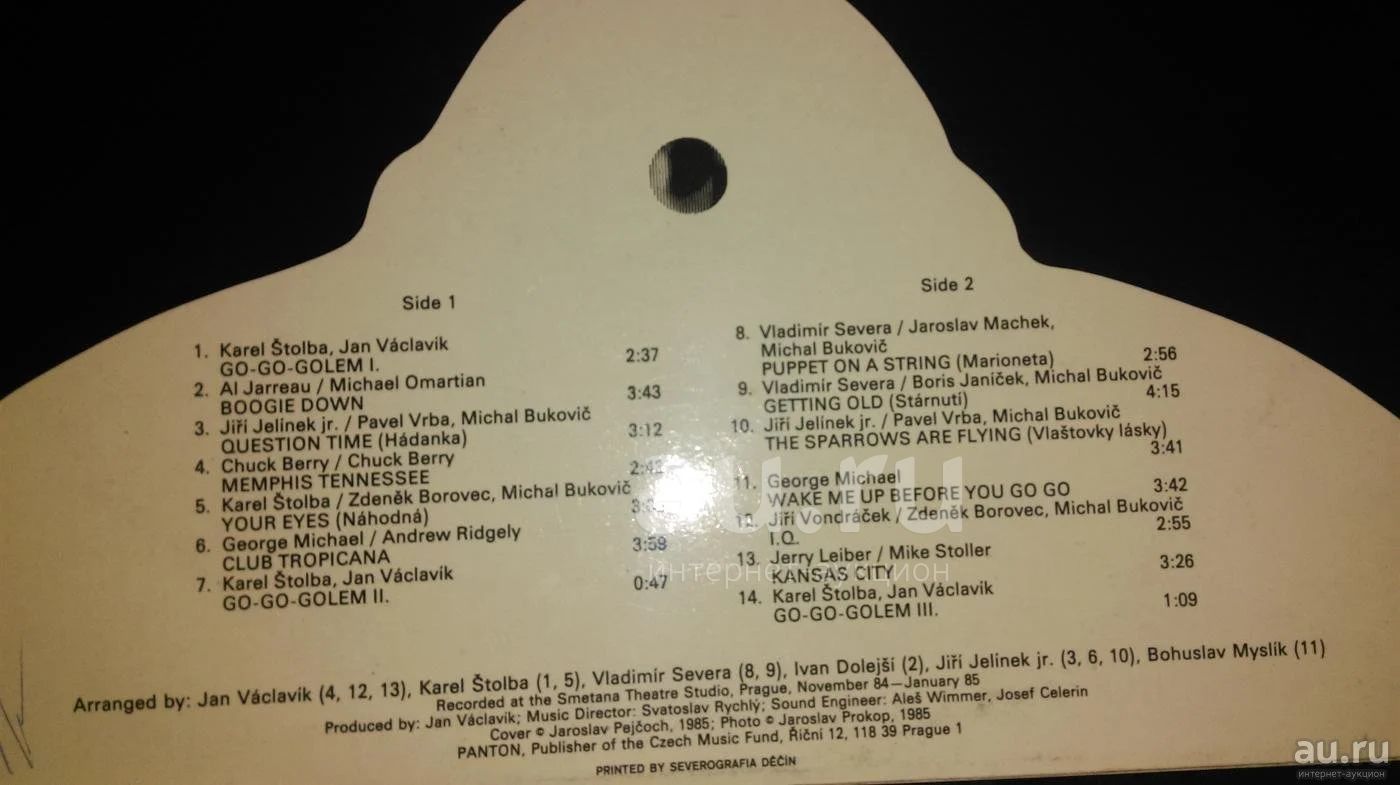 Side 1
1. Karel Štolba, Jan Václavík
GO-GO-GOLEM I. 2:37
2. Al Jarreau / Michael Omartian
BOOGIE DOWN 3:43
3. Jiří Jelínek jr. / Pavel Vrba, Michal Bukovič
QUESTION TIME (Hádanka) 3:12
4. Chuck Berry / Chuck Berry
MEMPHIS TENNESSEE
5. Karel Štolba / Zdeněk Borovec, Michal Bukovič
YOUR EYES (Náhodná)
6. George Michael / Andrew Ridgely
CLUB TROPICANA 3:59
7. Karel Štolba, Jan Václavík
GO-GO-GOLEM II. 0:47
Side 2
8. Vladimír Severa / Jaroslav Machek,
Michal Bukovič
PUPPET ON A STRING (Marioneta) 2:56
9. Vladimír Severa / Boris Janíček, Michal Bukovič
GETTING OLD (Stárnutí) 4:15
10. Jiří Jelínek jr. / Pavel Vrba, Michal Bukovič
THE SPARROWS ARE FLYING (Vlaštovky lásky)
3:41
11. George Michael
WAKE ME UP BEFORE YOU GO GO 3:42
12. Jiří Vondráček / Zdeněk Borovec, Michal Bukovič
I.Q. 2:55
13. Jerry Leiber / Mike Stoller
KANSAS CITY 3:26
14. Karel Štolba, Jan Václavík
GO-GO-GOLEM III. 1:09
Arranged by: Jan Václavík (4, 12, 13), Karel Štolba (1, 5), Vladimír Severa (8, 9), Ivan Dolejší (2), Jiří Jelínek jr. (3, 6, 10), Bohuslav Myslík (11)
Recorded at the Smetana Theatre Studio, Prague, November 84—January 85
Produced by: Jan Václavík; Music Director: Svatoslav Rychlý; Sound Engineer: Aleš Wimmer, Josef Celerin
Cover © Jaroslav Pejčoch, 1985; Photo © Jaroslav Prokop, 1985
PANTON, Publisher of the Czech Music Fund, Říční 12, 118 39 Prague 1
PRINTED BY SEVEROGRAFIA DĚČÍN
au.ru
интернет-аукцион
au.ru
интернет-аукцион